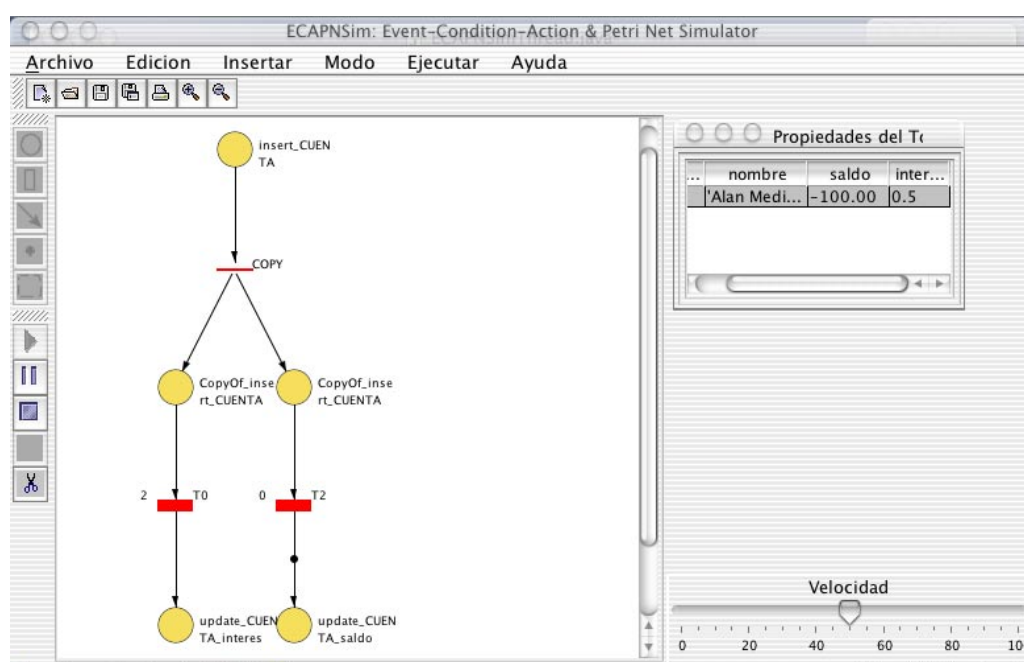 ECAPNSim: Event-Condition-Action & Petri Net Simulator
Archivo Edicion Insertar Modo Ejecutar Ayuda
insert_CUEN
TA
COPY
CopyOf_inse
rt_CUENTA
CopyOf_inse
rt_CUENTA
2 T0
0 T2
update_CUEN
TA_interes
update_CUEN
TA_saldo
Propiedades del To
... nombre saldo inter...
'Alan Medi... -100.00 0.5
Velocidad
0 20 40 60 80 10